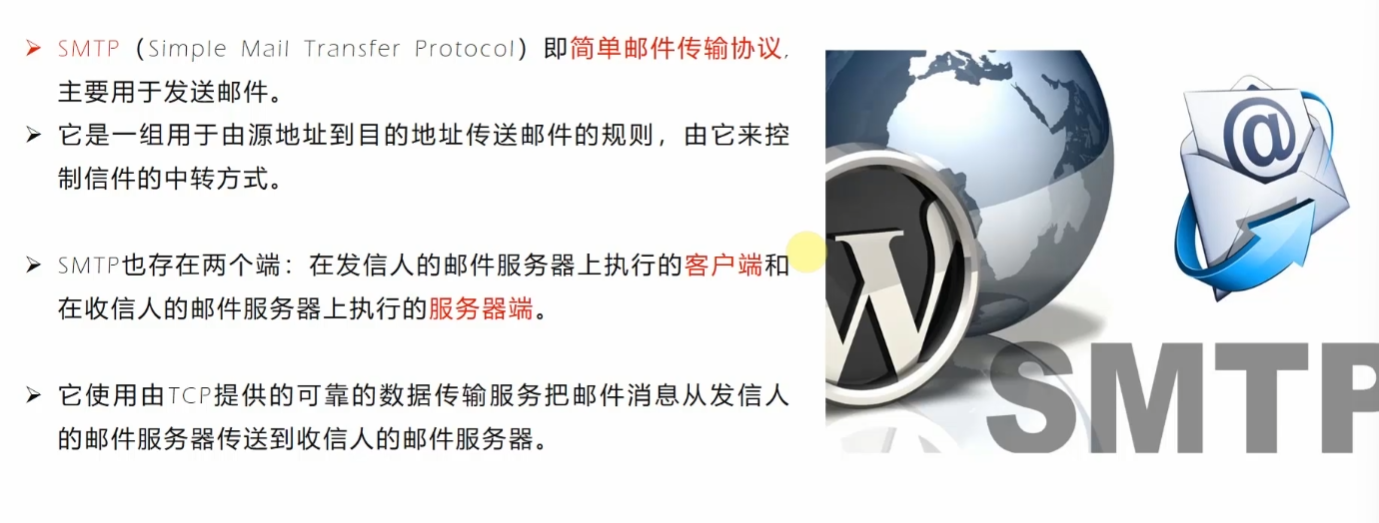 ➢ SMTP（Simple Mail Transfer Protocol）即简单邮件传输协议,
主要用于发送邮件。
➢ 它是一组用于由源地址到目的地址传送邮件的规则，由它来控
制信件的中转方式。
➢ SMTP也存在两个端：在发信人的邮件服务器上执行的客户端和
在收信人的邮件服务器上执行的服务器端。
➢ 它使用由TCP提供的可靠的数据传输服务把邮件消息从发信人
的邮件服务器传送到收信人的邮件服务器。
@
W
SMTP